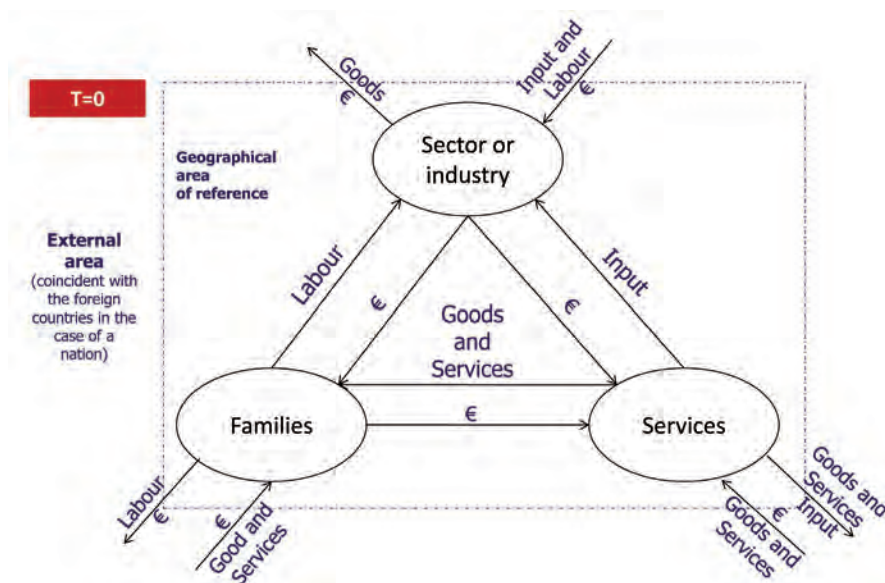 T=0
Goods
€
Input and
Labour
€
Sector or
industry
Geographical
area
of reference
External
area
(coincident with
the foreign
countries in the
case of a
nation)
Labour
€
Input
€
Goods
and
Services
€
Families
Services
Labour
€
€
Good and
Services
Goods and
Services
Input
€
Goods and
Services